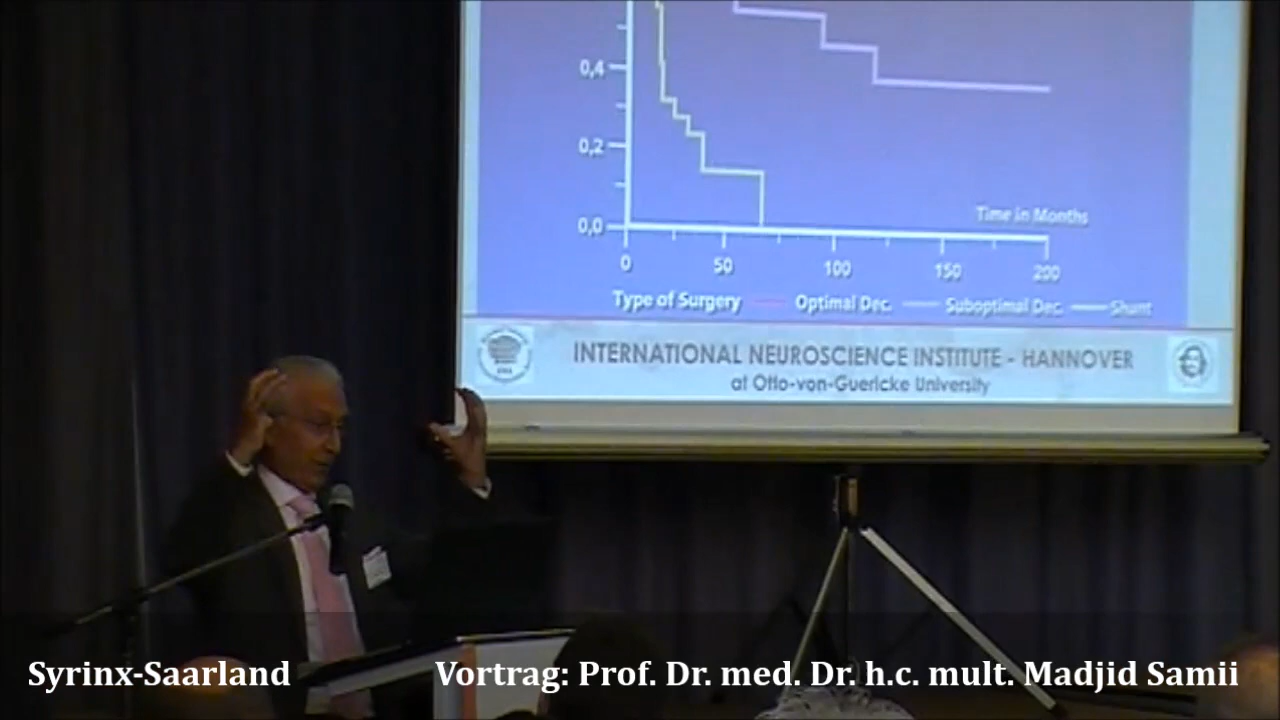 0,4
0,2
0,0
Time in Months
0 50 100 150 200
Type of Surgery Optimal Dec. Suboptimal Dec. Shunt
INTERNATIONAL NEUROSCIENCE INSTITUTE - HANNOVER
at Otto-von-Guericke University
Syrinx-Saarland Vortrag: Prof. Dr. med. Dr. h.c. mult. Madjid Samii